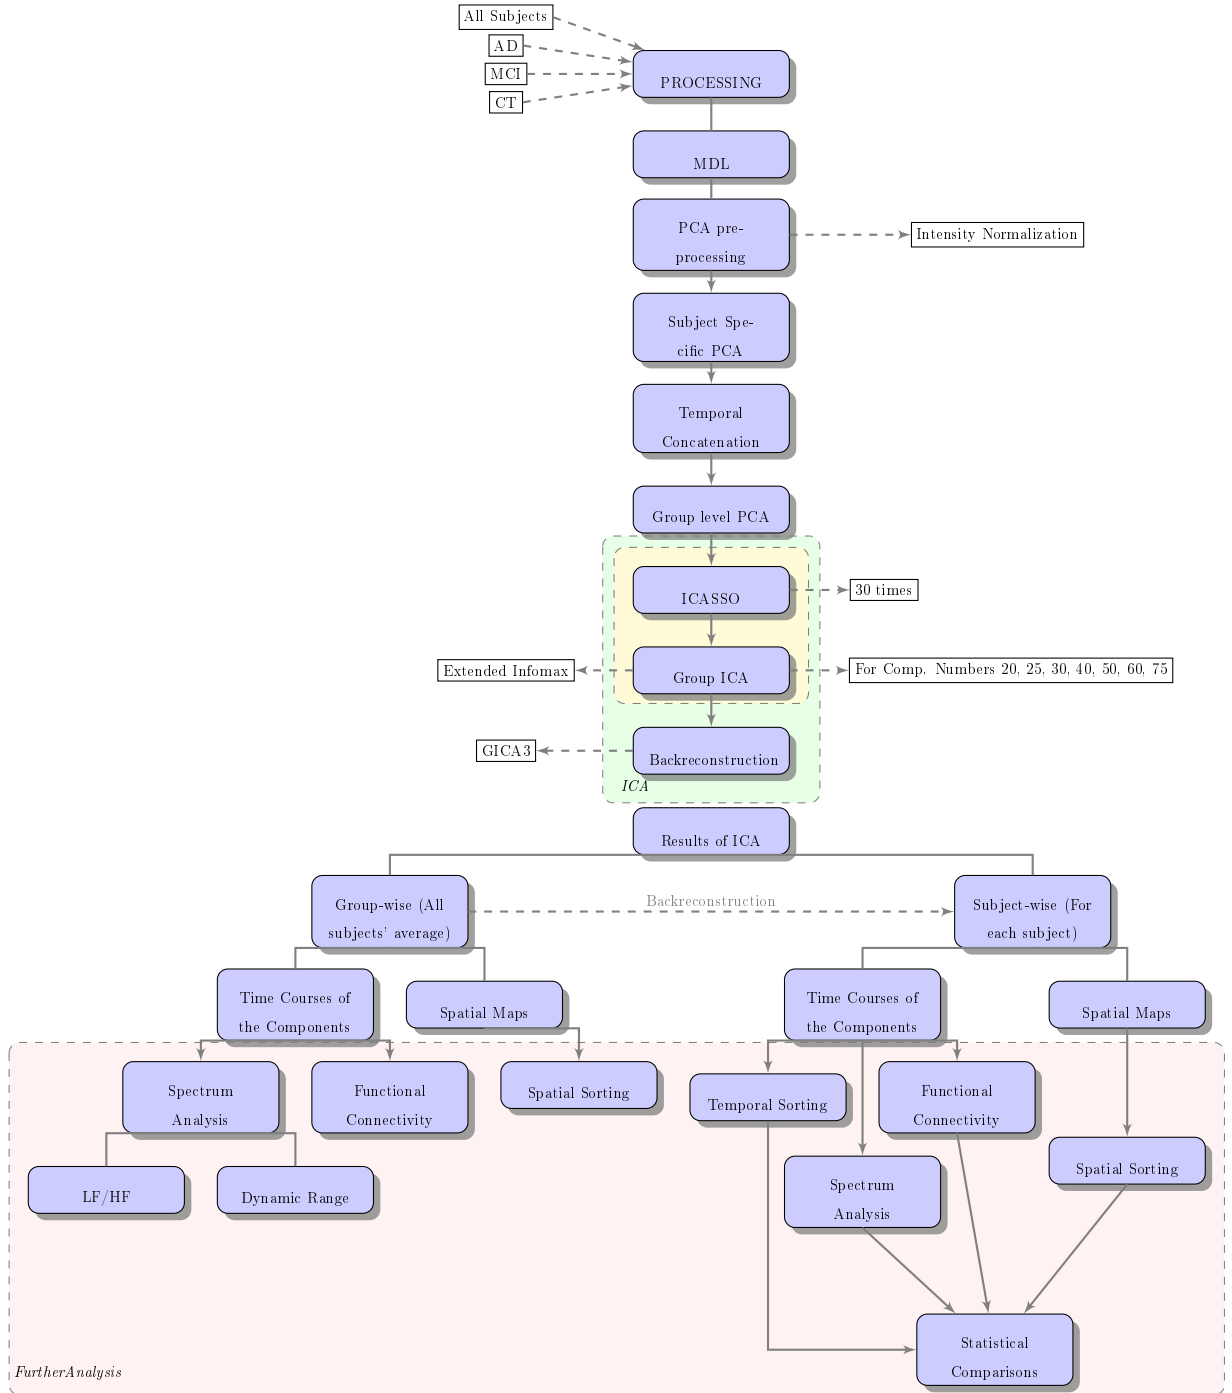 All Subjects
AD
MCI
CT
PROCESSING
MDL
PCA pre-
processing
Intensity Normalization
Subject Spe-
cific PCA
Temporal
Concatenation
Group level PCA
ICASSO
30 times
Extended Infomax
Group ICA
For Comp. Numbers 20, 25, 30, 40, 50, 60, 75
GICA3
Backreconstruction
ICA
Results of ICA
Group-wise (All
subjects' average)
Backreconstruction
Subject-wise (For
each subject)
Time Courses of
the Components
Spatial Maps
Time Courses of
the Components
Spatial Maps
Spectrum
Analysis
Functional
Connectivity
Spatial Sorting
Temporal Sorting
Functional
Connectivity
Spatial Sorting
LF/HF
Dynamic Range
Spectrum
Analysis
Statistical
Comparisons
FurtherAnalysis